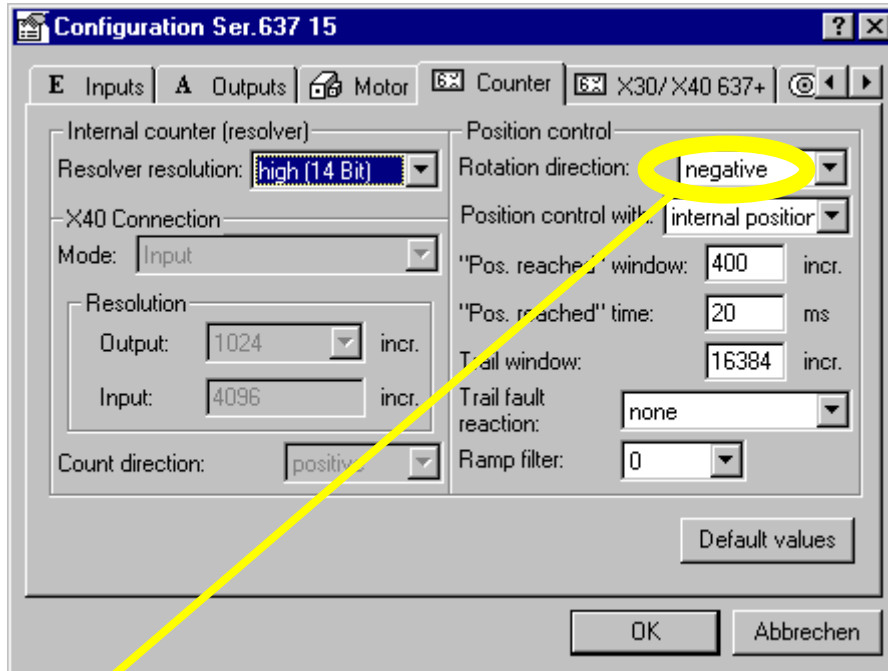 Configuration Ser.637 15
E Inputs A Outputs Motor Counter X30/X40 637+
Internal counter (resolver)
Resolver resolution: high (14 Bit)
X40 Connection
Mode: Input
Resolution
Output: 1024 incr.
Input: 4096 incr.
Count direction: positive
Position control
Rotation direction: negative
Position control with: internal position
"Pos. reached" window: 400 incr.
"Pos. reached" time: 20 ms
Trail window: 16384 incr.
Trail fault
reaction: none
Ramp filter: 0
Default values
OK Abbrechen